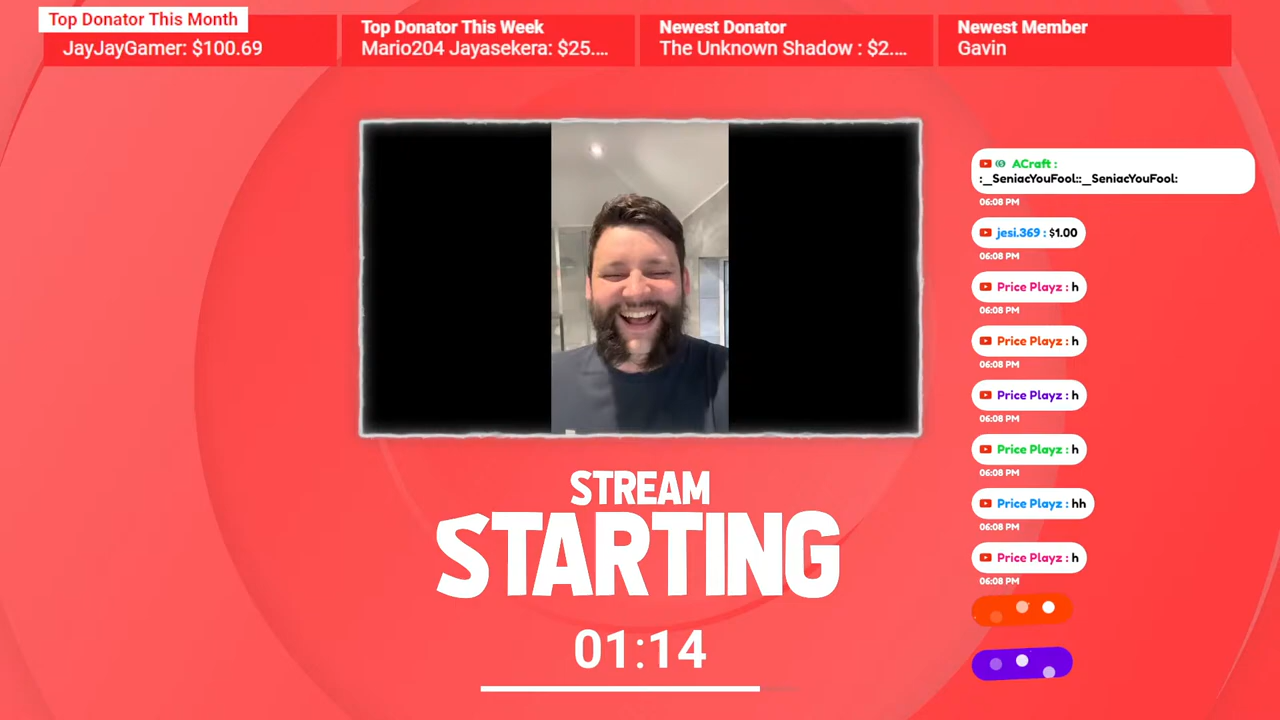 Top Donator This Month
JayJayGamer: $100.69
Top Donator This Week
Mario204 Jayasekera: $25....
Newest Donator
The Unknown Shadow : $2....
Newest Member
Gavin
ACraft :
:__SeniacYouFool::__SeniacYouFool:
06:08 PM
jesi.369 : $1.00
06:08 PM
Price Playz : h
06:08 PM
Price Playz : h
06:08 PM
Price Playz : h
06:08 PM
Price Playz : h
06:08 PM
Price Playz : hh
06:08 PM
Price Playz : h
06:08 PM
STREAM
STARTING
01:14